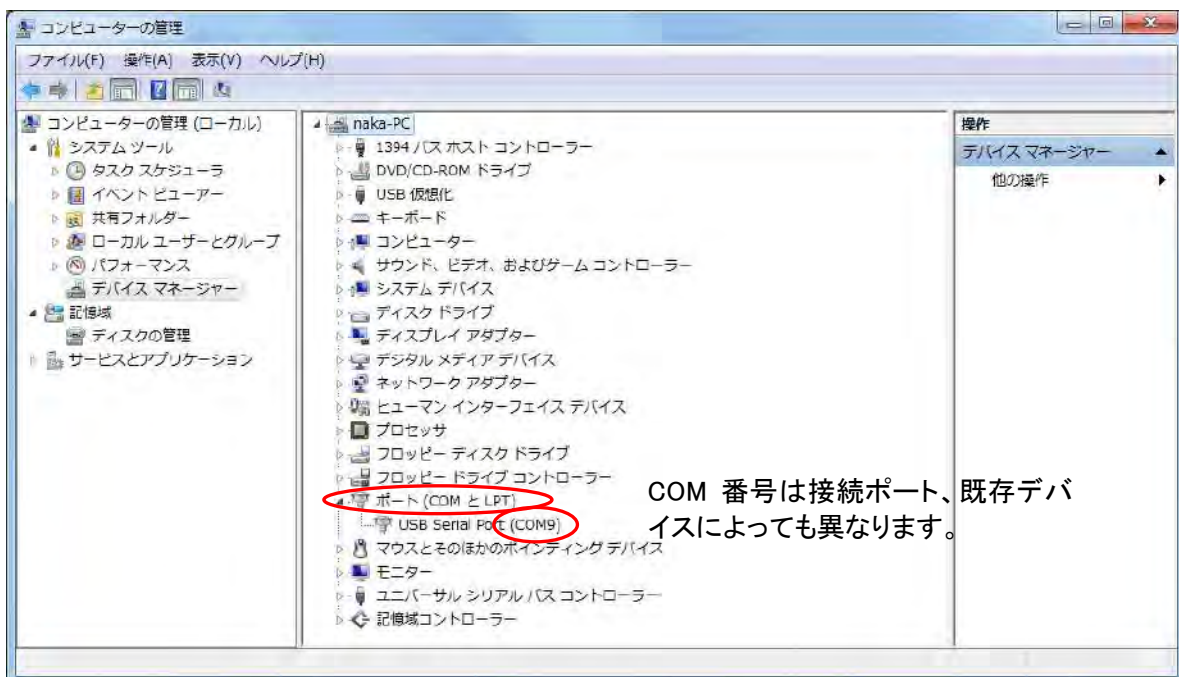 コンピューターの管理
ファイル(F) 操作(A) 表示(V) ヘルプ(H)
コンピューターの管理 (ローカル)
システム ツール
タスク スケジューラ
イベント ビューアー
共有フォルダー
ローカル ユーザーとグループ
パフォーマンス
デバイス マネージャー
記憶域
ディスクの管理
サービスとアプリケーション
naka-PC
1394 バス ホスト コントローラー
DVD/CD-ROM ドライブ
USB 仮想化
キーボード
コンピューター
サウンド、ビデオ、およびゲーム コントローラー
システム デバイス
ディスク ドライブ
ディスプレイ アダプター
デジタル メディア デバイス
ネットワーク アダプター
ヒューマン インターフェイス デバイス
プロセッサ
フロッピー ディスク ドライブ
フロッピー ドライブ コントローラー
ポート (COM と LPT)
USB Serial Port (COM9)
マウスとそのほかのポインティング デバイス
モニター
ユニバーサル シリアル バス コントローラー
記憶域コントローラー
COM 番号は接続ポート、既存デバ
イスによっても異なります。
操作
デバイス マネージャー
他の操作